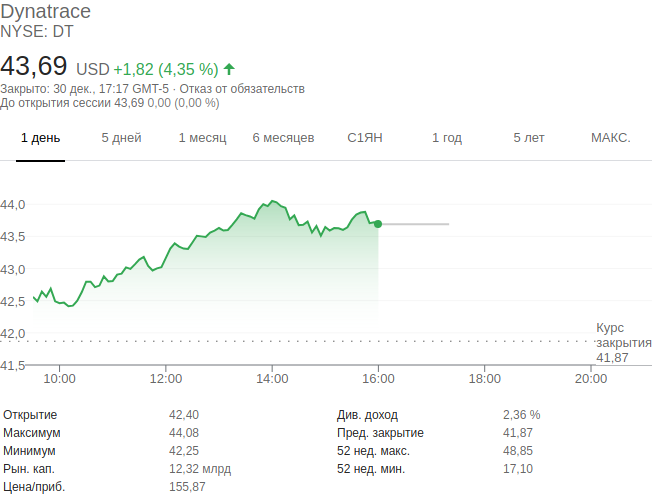 Dynatrace
NYSE: DT
43,69 USD +1,82 (4,35 %)
Закрыто: 30 дек., 17:17 GMT-5 · Отказ от обязательств
До открытия сессии 43,69 0,00 (0,00 %)
1 день 5 дней 1 месяц 6 месяцев С1ЯН 1 год 5 лет МАКС.
44,0
43,5
43,0
42,5
42,0
Курс
закрытия
41,87
41,5
10:00 12:00 14:00 16:00 18:00 20:00
Открытие 42,40 Див. доход 2,36 %
Максимум 44,08 Пред. закрытие 41,87
Минимум 42,25 52 нед. макс. 48,85
Рын. кап. 12,32 млрд 52 нед. мин. 17,10
Цена/приб. 155,87